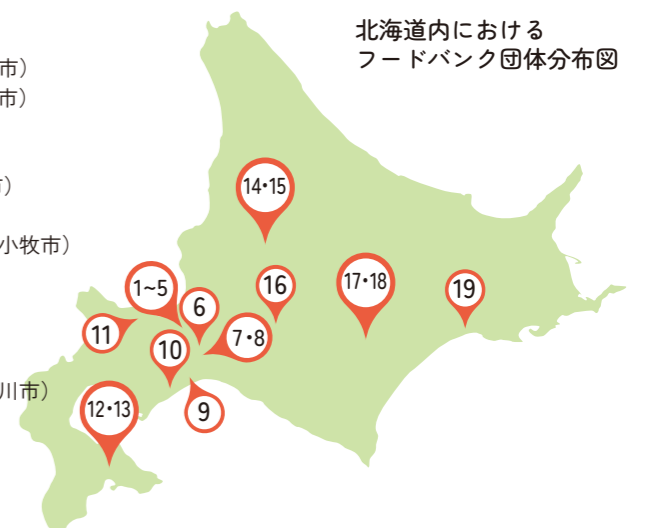 北海道内における
フードバンク団体分布図
市）
市）
市）
小牧市）
川市）
14・15
1~5
6
16
17・18
19
11
10
7・8
12・13
9